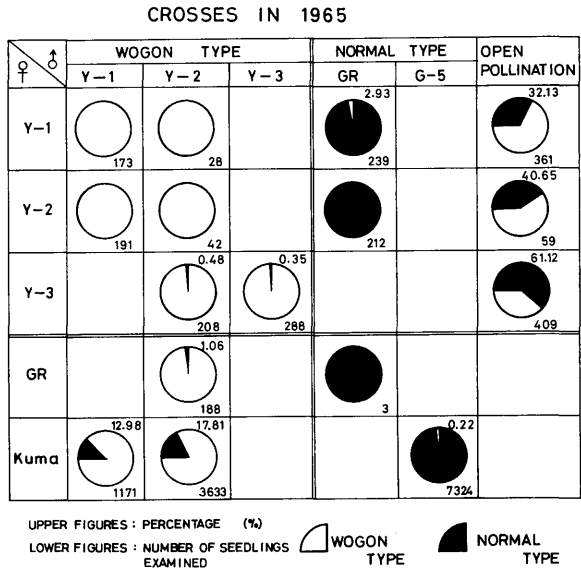 CROSSES IN 1965
♀ ♂ WOGON TYPE NORMAL TYPE OPEN POLLINATION
Y-1 Y-2 Y-3 GR G-5
2.93 32.13
Y-1
173 28 239 361
40.65
Y-2
191 42 212 59
0.48 0.35 61.12
Y-3
208 288 409
1.06
GR
188 3
12.98 17.81 0.22
Kuma
1171 3633 7324
UPPER FIGURES : PERCENTAGE (%)
LOWER FIGURES : NUMBER OF SEEDLINGS EXAMINED
WOGON TYPE
NORMAL TYPE